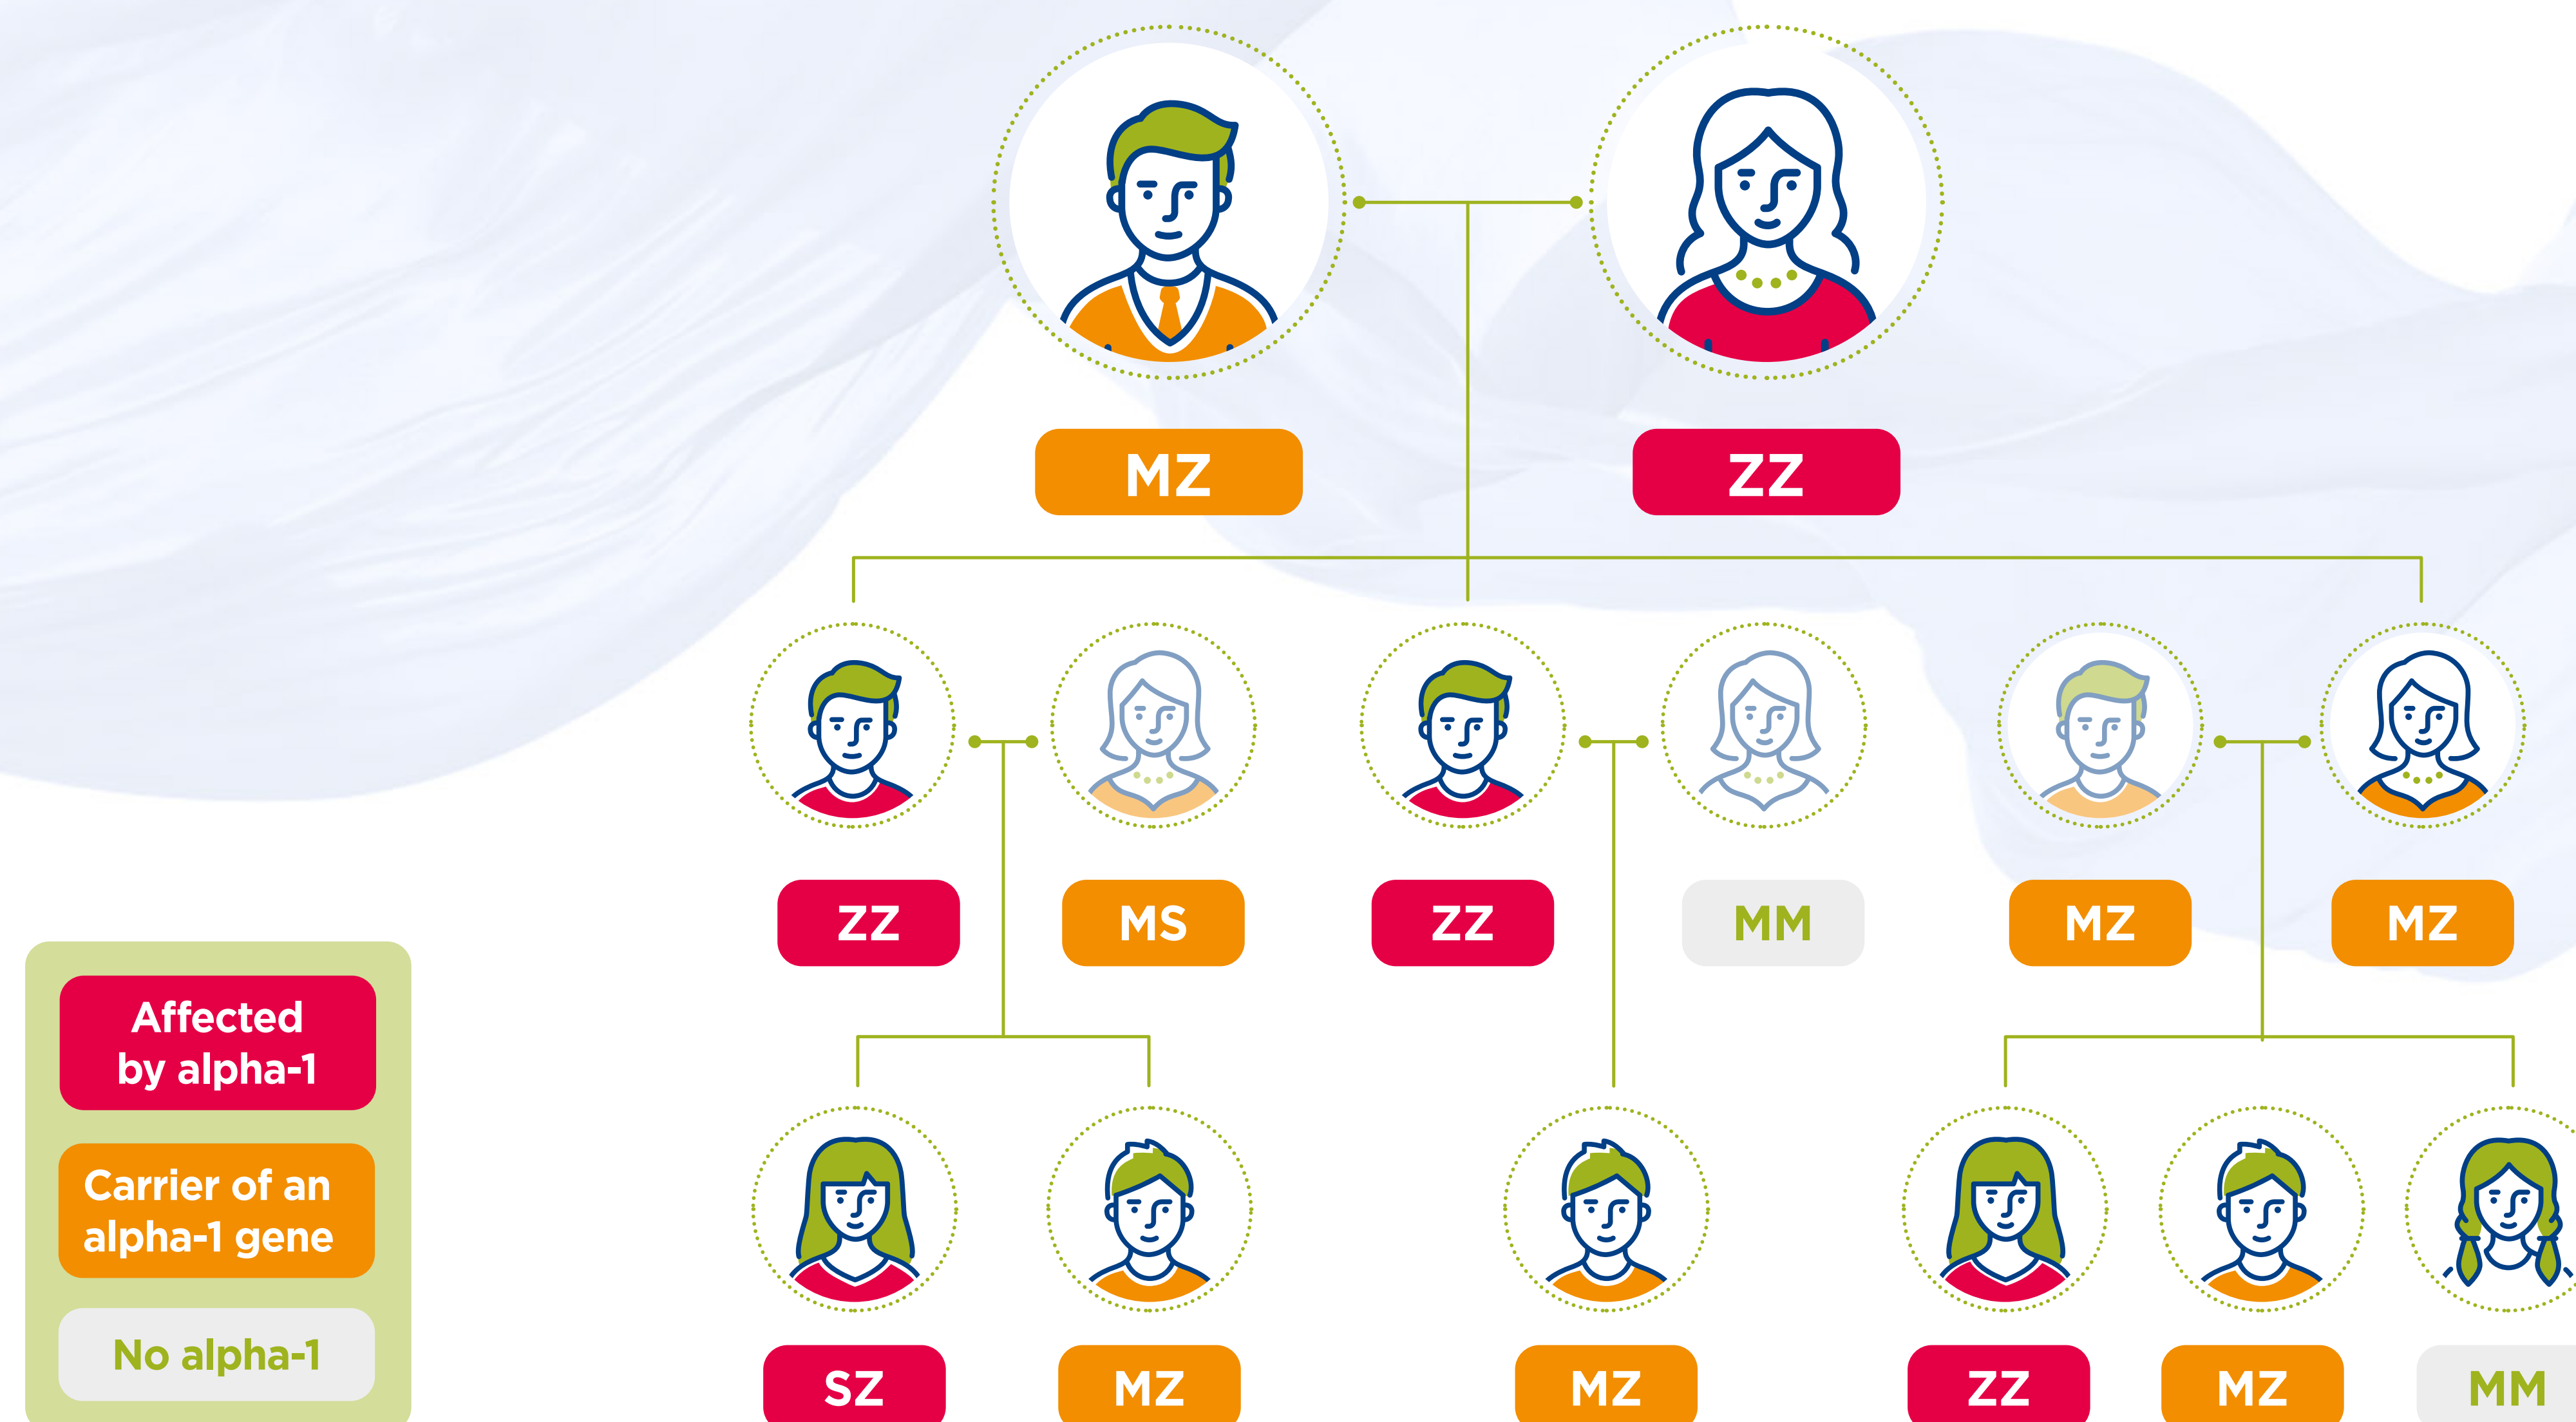 MZ
ZZ
ZZ
MS
ZZ
MM
MZ
MZ
Affected
by alpha-1
Carrier of an
alpha-1 gene
No alpha-1
SZ
MZ
MZ
ZZ
MZ
MM